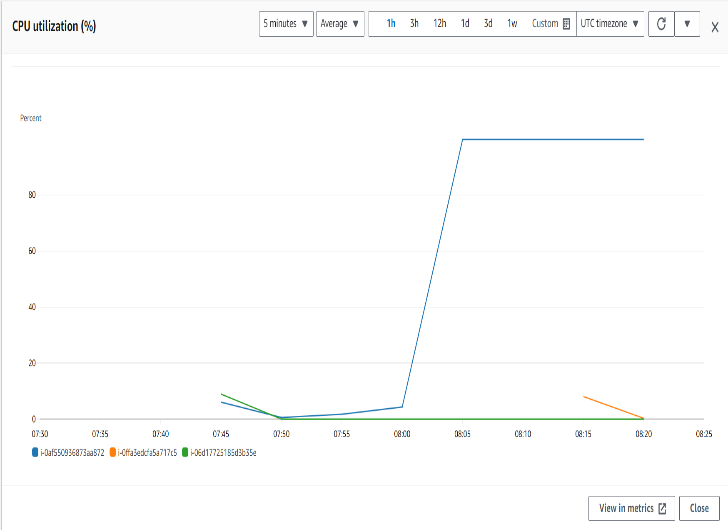 CPU utilization (%)
5 minutes ▼ Average ▼ 1h 3h 12h 1d 3d 1w Custom UTC timezone ▼
Percent
80
60
40
20
0
07:30 07:35 07:40 07:45 07:50 07:55 08:00 08:05 08:10 08:15 08:20 08:25
i-0af550936873aa872 i-0ffa3edcfa5a717c5 i-06d17725185d3b35e
View in metrics Close